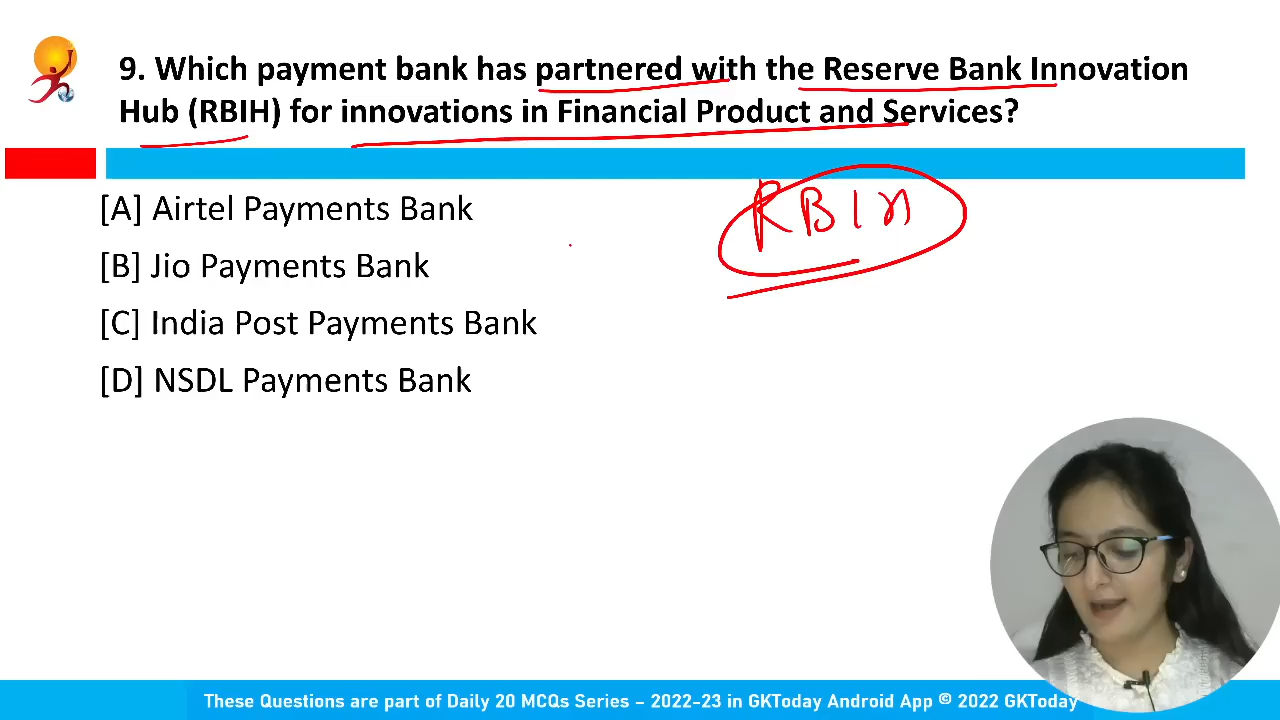 9. Which payment bank has partnered with the Reserve Bank Innovation
Hub (RBIH) for innovations in Financial Product and Services?
[A] Airtel Payments Bank
RBIH
[B] Jio Payments Bank
[C] India Post Payments Bank
[D] NSDL Payments Bank
These Questions are part of Daily 20 MCQs Series – 2022-23 in GKToday Android App © 2022 GKToday